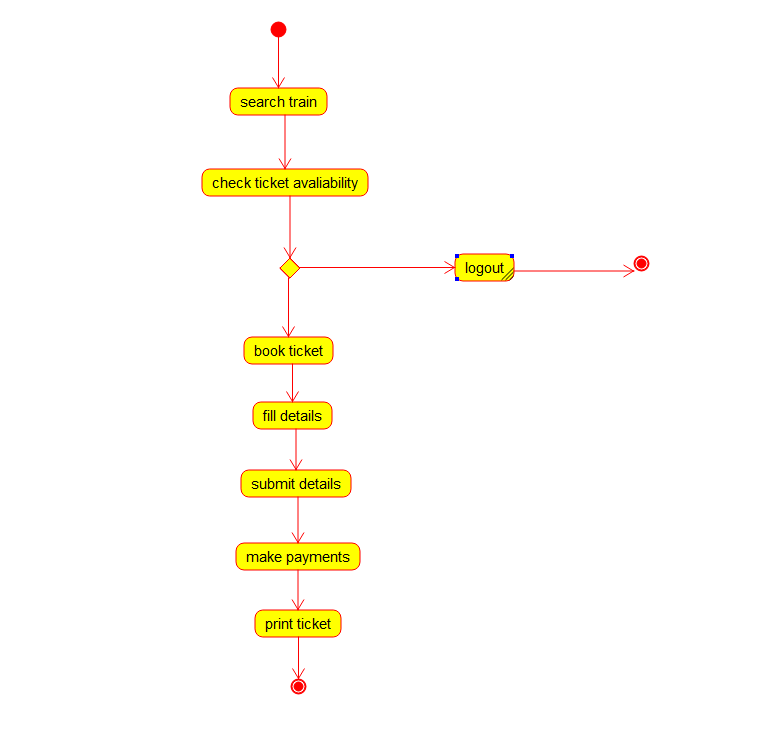 search train
check ticket avaliability
logout
book ticket
fill details
submit details
make payments
print ticket